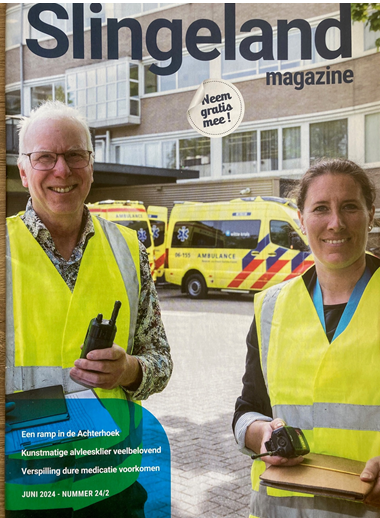 Slingeland
magazine
Neem
gratis
mee!
AMBULANCE
AMBULANCE
Een ramp in de Achterhoek
Kunstmatige alvleesklier veelbelovend
Verspilling dure medicatie voorkomen
JUNI 2024 - NUMMER 24/2